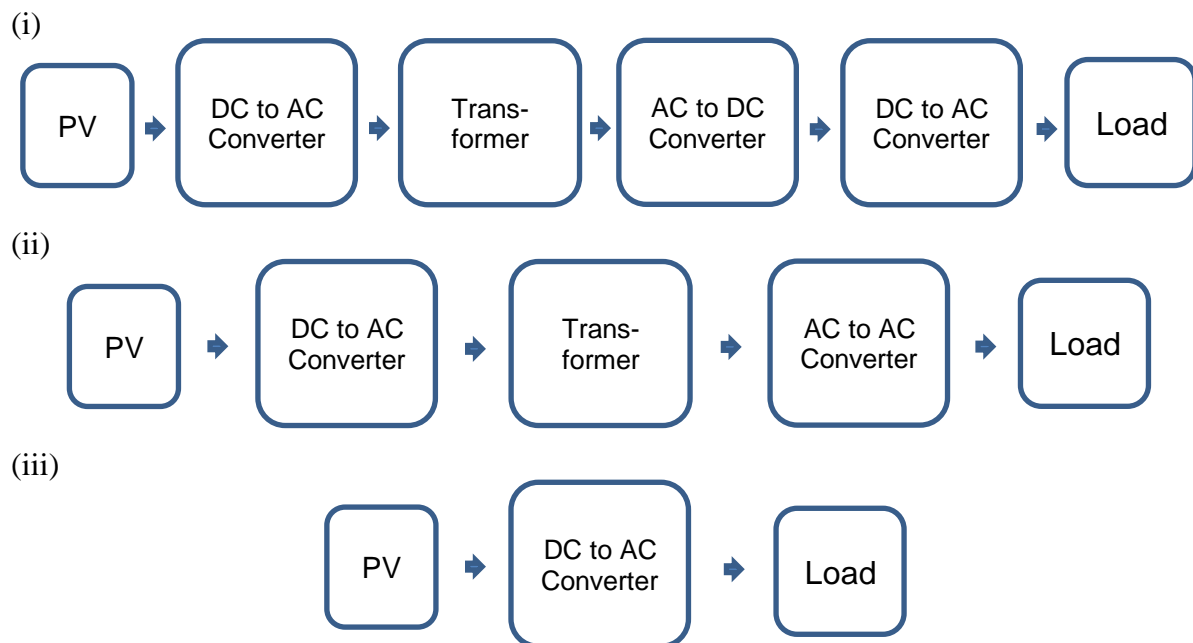 (i)
PV
DC to AC
Converter
Trans-
former
AC to DC
Converter
DC to AC
Converter
Load
(ii)
PV
DC to AC
Converter
Trans-
former
AC to AC
Converter
Load
(iii)
PV
DC to AC
Converter
Load